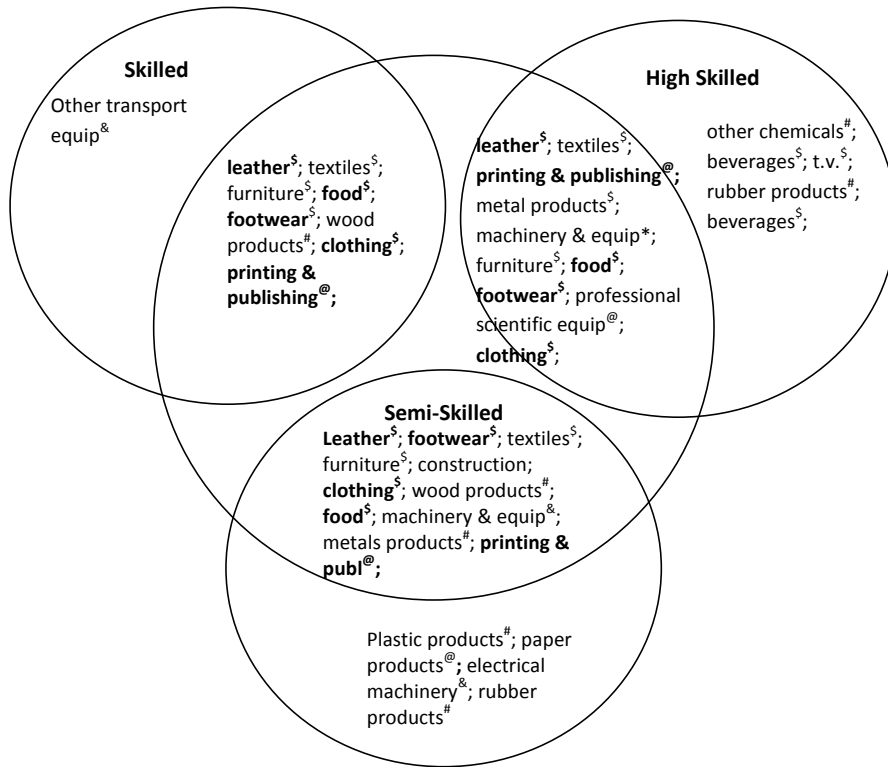 Skilled
Other transport
equip&
leather$; textiles$;
furniture$; food$;
footwear$; wood
products#; clothing$;
printing &
publishing@;
High Skilled
leather$; textiles$;
printing & publishing@;
metal products$;
machinery & equip*;
furniture$; food$;
footwear$; professional
scientific equip@;
clothing$;
other chemicals#;
beverages$; t.v.$;
rubber products#;
beverages$;
Semi-Skilled
Leather$; footwear$; textiles$;
furniture$; construction;
clothing$; wood products#;
food$; machinery & equip&;
metals products#; printing &
publ@;
Plastic products#; paper
products@; electrical
machinery&; rubber
products#